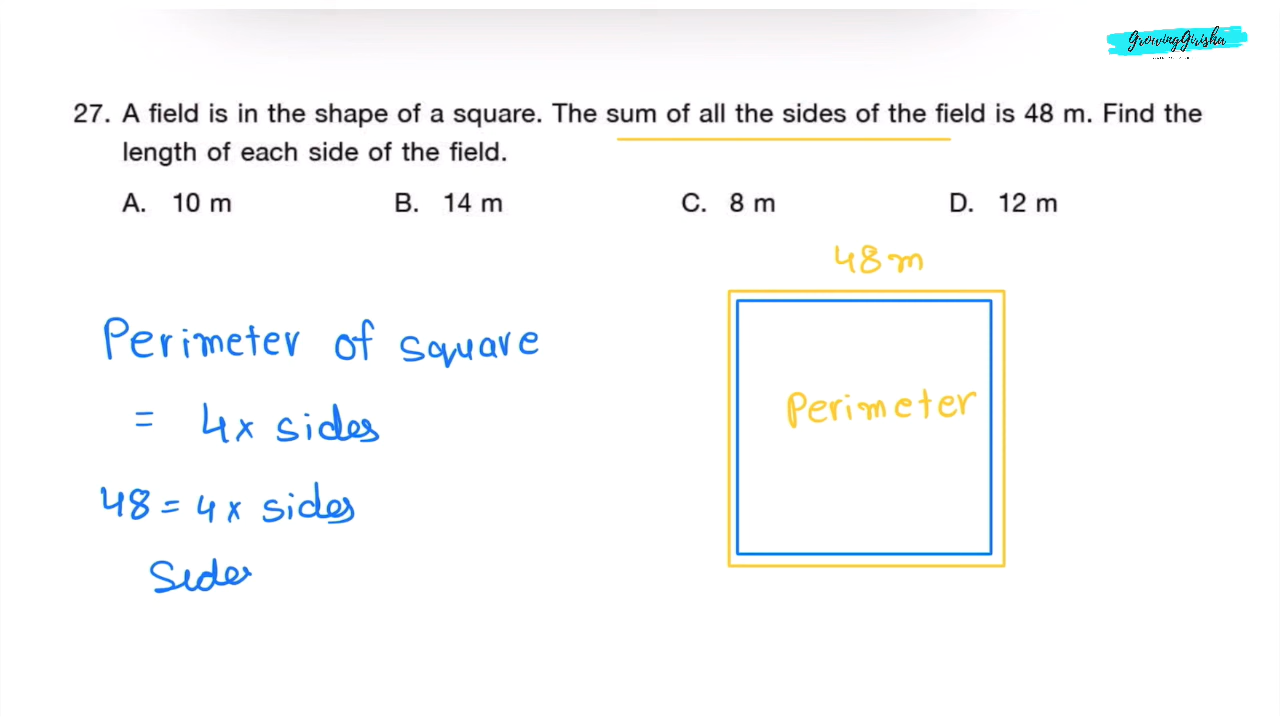 GrowingGirisha
27. A field is in the shape of a square. The sum of all the sides of the field is 48 m. Find the
length of each side of the field.
A. 10 m B. 14 m C. 8 m D. 12 m
48 m
Perimeter of square
Perimeter
= 4 x sides
48 = 4 x sides
Sides